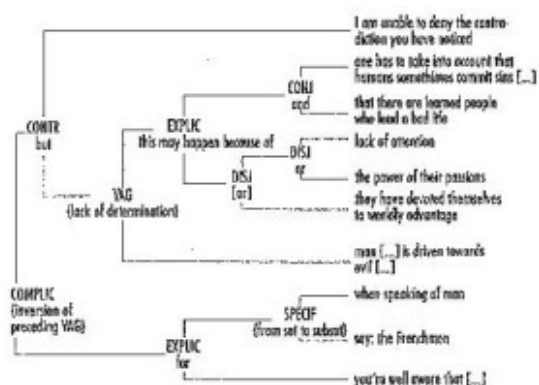 I am unable to deny the contra-
diction you have noticed
one has to take into account that
humans somethimes commit sins [...]
CONJ
and
that there are learned people
who lead a bad life
CONTR
but
EXPLIC
this may happen because of
lack of attention
DISJ
or
the power of their passions
DISJ
[or]
they have devoted themselves
to worldly advantage
VAG
(lack of determination)
man [...] is driven towards
evil [...]
COMPLIC
(inversion of
preceding VAG)
when speaking of man
SPECIF
(from set to subset)
say: the Frenchman
EXPLIC
for
you're well aware that [...]